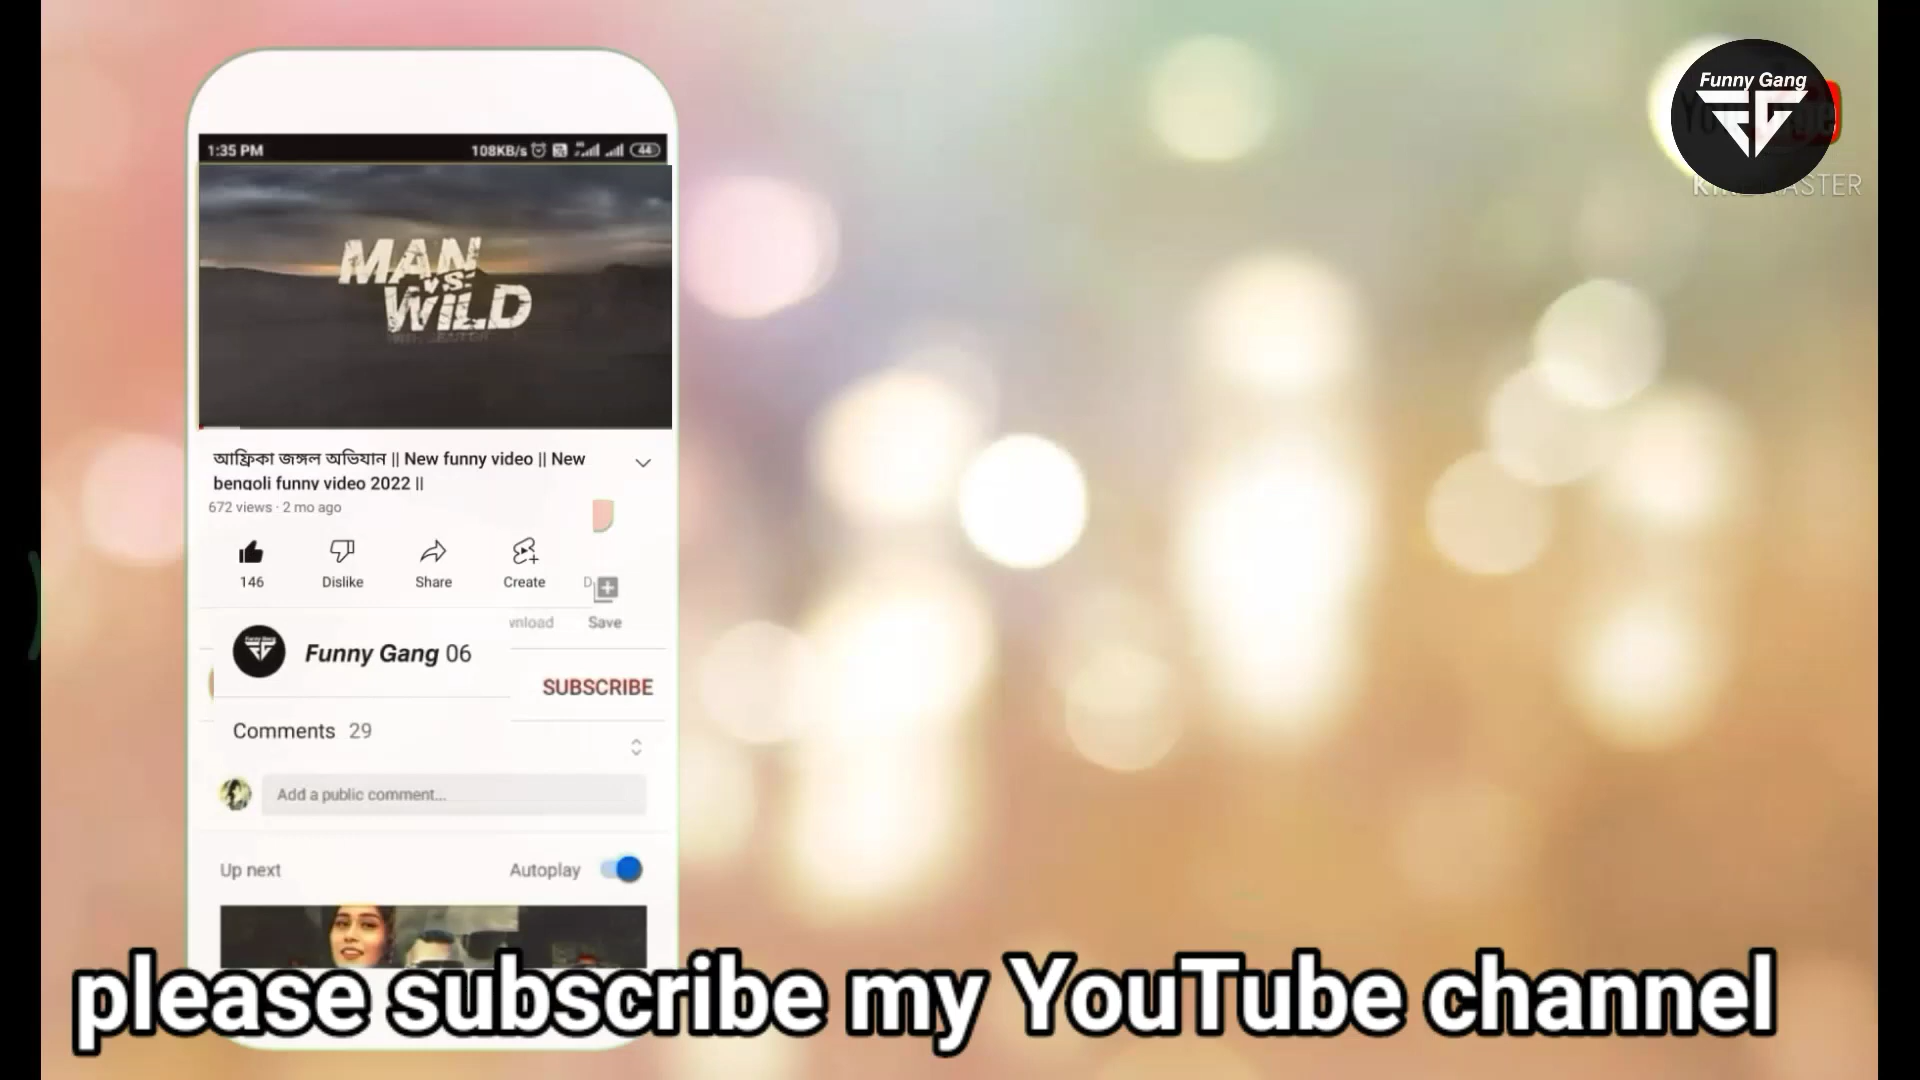 Funny Gang
1:35 PM
108KB/s
44
MAN
VS.
WILD
আফ্রিকা জঙ্গল অভিযান || New funny video || New
bengoli funny video 2022 ||
672 views · 2 mo ago
146
Dislike
Share
Create
Save
Funny Gang 06
SUBSCRIBE
Comments 29
Add a public comment...
Up next
Autoplay
please subscribe my YouTube channel